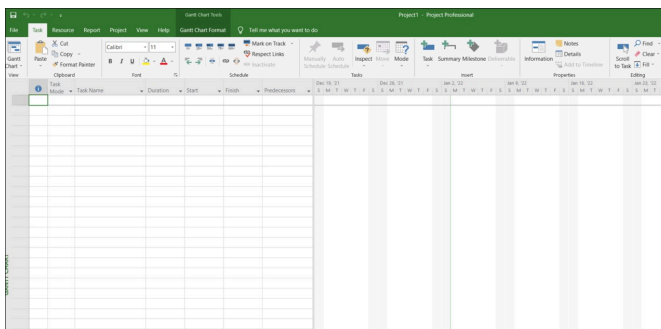 Gantt Chart Tools
Project1 - Project Professional
File Task Resource Report Project View Help Gantt Chart Format Tell me what you want to do
Gantt Chart
View
Paste
Cut
Copy
Format Painter
Clipboard
Calibri 11
B I U A
Font
Mark on Track
Respect Links
Inactivate
Schedule
Manually Schedule
Auto Schedule
Inspect
Move
Mode
Tasks
Task
Summary
Milestone
Deliverable
Insert
Information
Notes
Details
Add to Timeline
Properties
Scroll to Task
Find
Clear
Fill
Editing
Task Mode Task Name Duration Start Finish Predecessors
Dec 19, '21 Dec 26, '21 Jan 2, '22 Jan 9, '22 Jan 16, '22 Jan 23, '22
S M T W T F S S M T W T F S S M T W T F S S M T W T F S S M T W T F S S M T
GANTT CHART